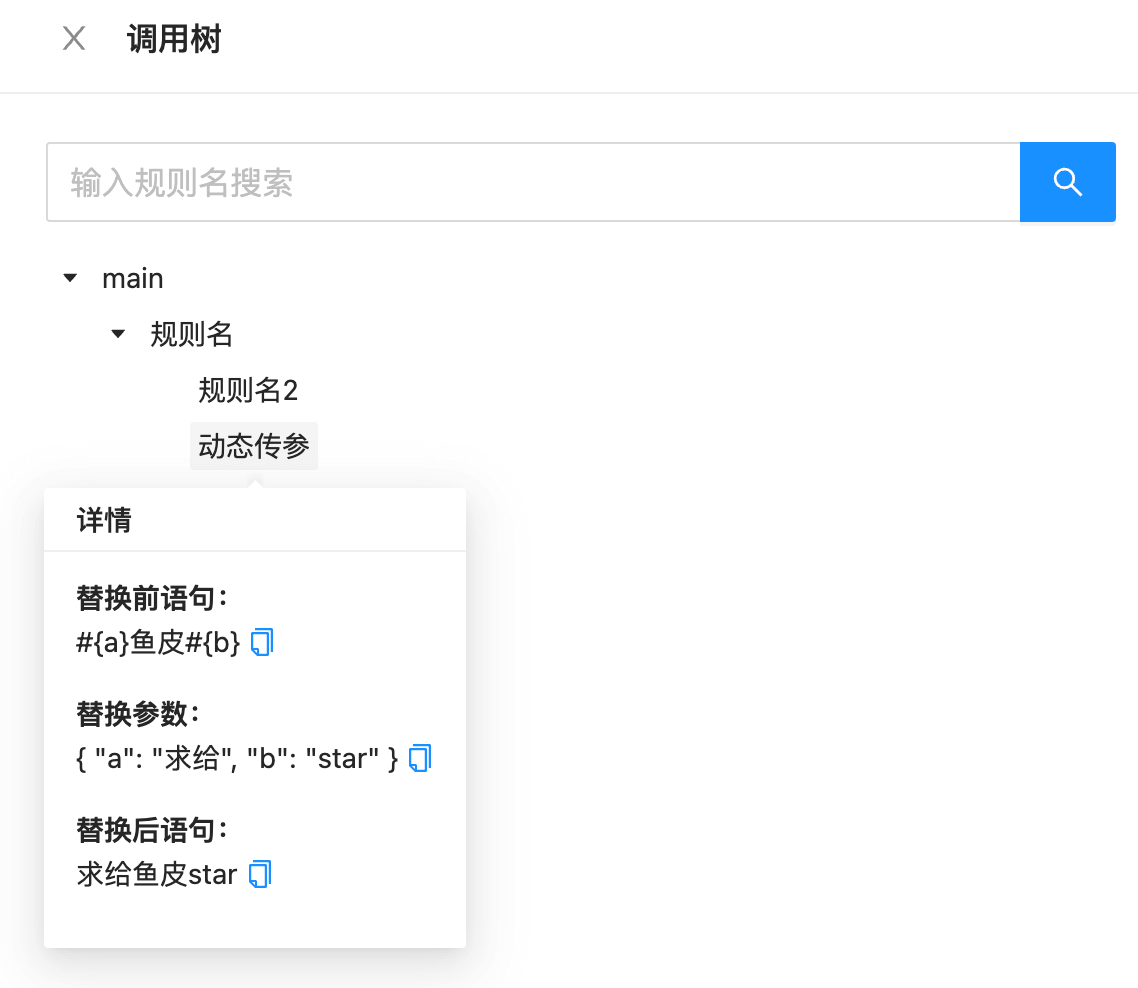 调用树
输入规则名搜索
main
规则名
规则名2
动态传参
详情
替换前语句：
#{a}鱼皮#{b}
替换参数：
{ "a": "求给", "b": "star" }
替换后语句：
求给鱼皮star